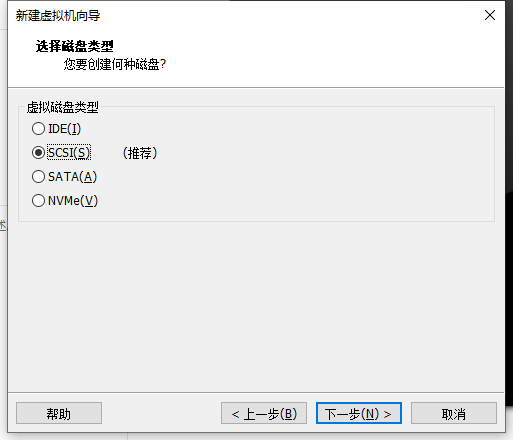 新建虚拟机向导
选择磁盘类型
您要创建何种磁盘?
虚拟磁盘类型
IDE(I)
SCSI(S) （推荐）
SATA(A)
NVMe(V)
术
帮助 < 上一步(B) 下一步(N) > 取消